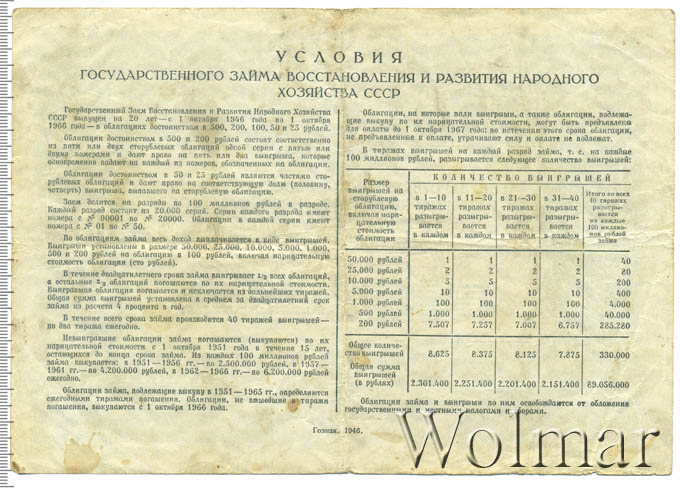 УСЛОВИЯ
ГОСУДАРСТВЕННОГО ЗАЙМА ВОССТАНОВЛЕНИЯ И РАЗВИТИЯ НАРОДНОГО
ХОЗЯЙСТВА СССР
Государственный Заем Восстановления и Развития Народного Хозяйства
СССР выпущен на 20 лет—с 1 октября 1946 года по 1 октября
1966 года—в облигациях достоинством в 500, 200, 100, 50 и 25 рублей.
Облигации достоинством в 500 и 200 рублей состоят соответственно
из пяти или двух сторублевых облигаций одной серии с пятью или
двумя номерами и дают право на пять или два выигрыша, которые
одновременно падают на каждый из номеров, обозначенных на облигации.
Облигации достоинством в 50 и 25 рублей являются частями сто-
рублевых облигаций и дают право на соответствующую долю (половину,
четверть) выигрыша, выпавшего на сторублевую облигацию.
Заем делится на разряды по 100 миллионов рублей в разряде.
Каждый разряд состоит из 20.000 серий. Серии каждого разряда имеют
номера с № 00001 по № 20000. Облигации в каждой серии имеют
номера с № 01 по № 50.
По облигациям займа весь доход выплачивается в виде выигрышей.
Выигрыши установлены в размере 50.000, 25.000, 10.000, 5.000, 1.000,
500 и 200 рублей на облигацию в 100 рублей, включая нарицательную
стоимость облигации (сто рублей).
В течение двадцатилетнего срока займа выигрывает 1/3 всех облигаций,
а остальные 2/3 облигаций погашаются по их нарицательной стоимости.
Выигравшая облигация погашается и исключается из дальнейших тиражей.
Общая сумма выигрышей установлена в среднем за двадцатилетний срок
займа из расчета 4 процента в год.
В течение всего срока займа производится 40 тиражей выигрышей—
по два тиража ежегодно.
Невыигравшие облигации займа погашаются (выкупаются) по их
нарицательной стоимости с 1 октября 1951 года в течение 15 лет,
остающихся до конца срока займа. Из каждых 100 миллионов рублей
займа выкупается: в 1951—1956 гг.—по 2.500.000 рублей, в 1957—
1961 гг.—по 4.200.000 рублей, в 1962—1966 гг.—по 6.200.000 рублей
ежегодно.
Облигации займа, подлежащие выкупу в 1951—1965 гг., определяются
ежегодными тиражами погашения. Облигации, не вышедшие в тиражи
погашения, выкупаются с 1 октября 1966 года.
Облигации, на которые пали выигрыши, а также облигации, подлежа-
щие выкупу по их нарицательной стоимости, могут быть предъявлены
для оплаты до 1 октября 1967 года; по истечении этого срока облигации,
не предъявленные к оплате, утрачивают силу и оплате не подлежат.
В тиражах выигрышей на каждый разряд займа, т. е. на каждые
100 миллионов рублей, разыгрывается следующее количество выигрышей:
КОЛИЧЕСТВО ВЫИГРЫШЕЙ
Размер выигрышей на сторублевую облигацию, включая нари- цательную стоимость облигации
в 1—10 тиражах разыгры- вается в каждом
в 11—20 тиражах разыгры- вается в каждом
в 21—30 тиражах разыгры- вается в каждом
в 31—40 тиражах разыгры- вается в каждом
Итого во всех 40 тиражах разыгры- вается на каждые 100 миллио- нов рублей займа
50.000 рублей 1 1 1 1 40
25.000 рублей 2 2 2 2 80
10.000 рублей 5 5 5 5 200
5.000 рублей 10 10 10 10 400
1.000 рублей 100 100 100 100 4.000
500 рублей 1.000 1.000 1.000 1.000 40.000
200 рублей 7.507 7.257 7.007 6.757 285.280
Общее количе- ство выигрышей 8.625 8.375 8.125 7.875 330.000
Общая сумма выигрышей (в рублях) 2.301.400 2.251.400 2.201.400 2.151.400 89.056.000
Облигации займа и выигрыши по ним освобождаются от обложения
государственными и местными налогами и сборами.
Гознак. 1946.
Wolmar